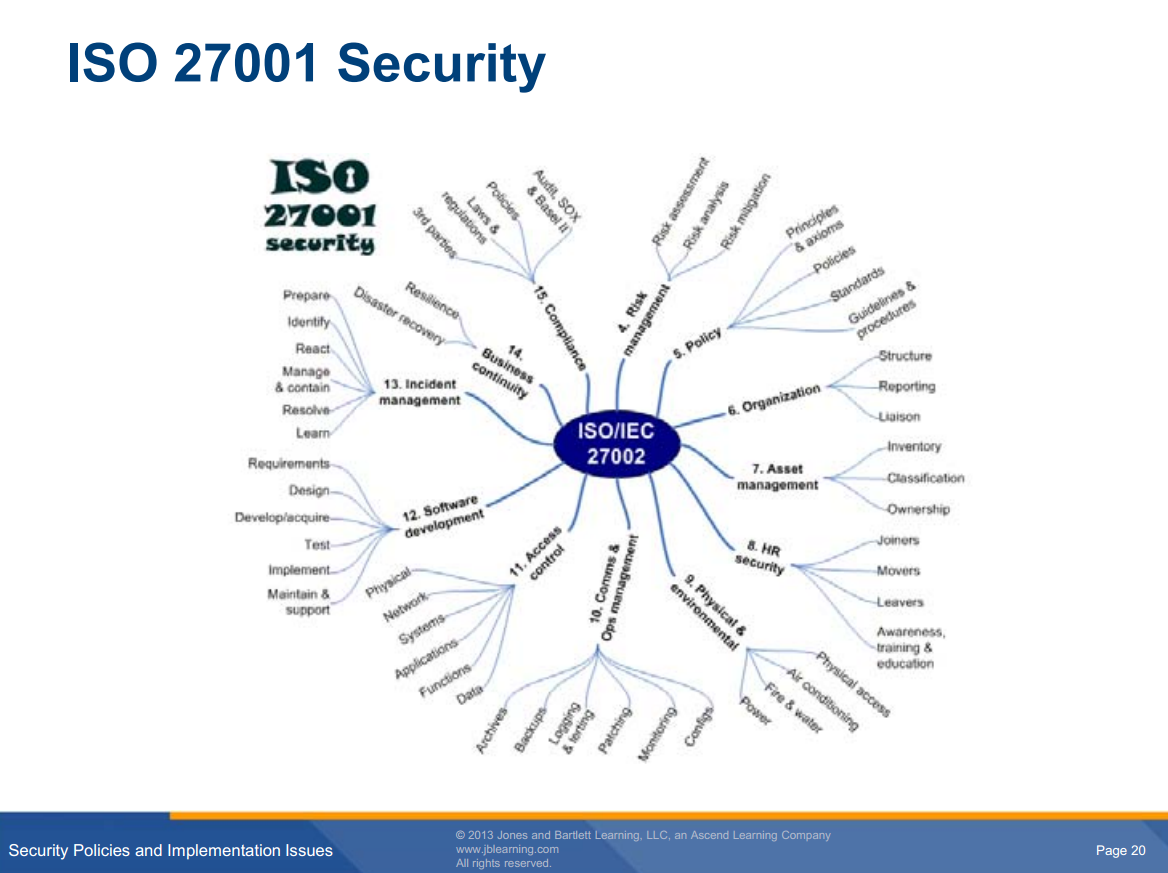 ISO 27001 Security
ISO
27001
security
ISO/IEC
27002
4. Risk
management
Risk assessment
Risk analysis
Risk mitigation
5. Policy
Principles
& axioms
Policies
Standards
Guidelines &
procedures
6. Organization
Structure
Reporting
Liaison
7. Asset
management
Inventory
Classification
Ownership
8. HR
security
Joiners
Movers
Leavers
Awareness,
training &
education
9. Physical &
environmental
Physical access
Air conditioning
Fire & water
Power
10. Comms &
Ops management
Configs
Monitoring
Patching
Logging
Backups
Archives
11. Access
control
Physical
Network
Systems
Applications
Functions
Data
12. Software
development
Requirements
Design
Develop/acquire
Test
Implement
Maintain &
support
13. Incident
management
Prepare
Identify
React
Manage
& contain
Resolve
Learn
14.
Business
continuity
Resilience
Disaster recovery
15. Compliance
3rd parties
Laws &
regulations
Policies
Audit, SOX
& Basel II
Security Policies and Implementation Issues
© 2013 Jones and Bartlett Learning, LLC, an Ascend Learning Company
www.jblearning.com
All rights reserved.
Page 20